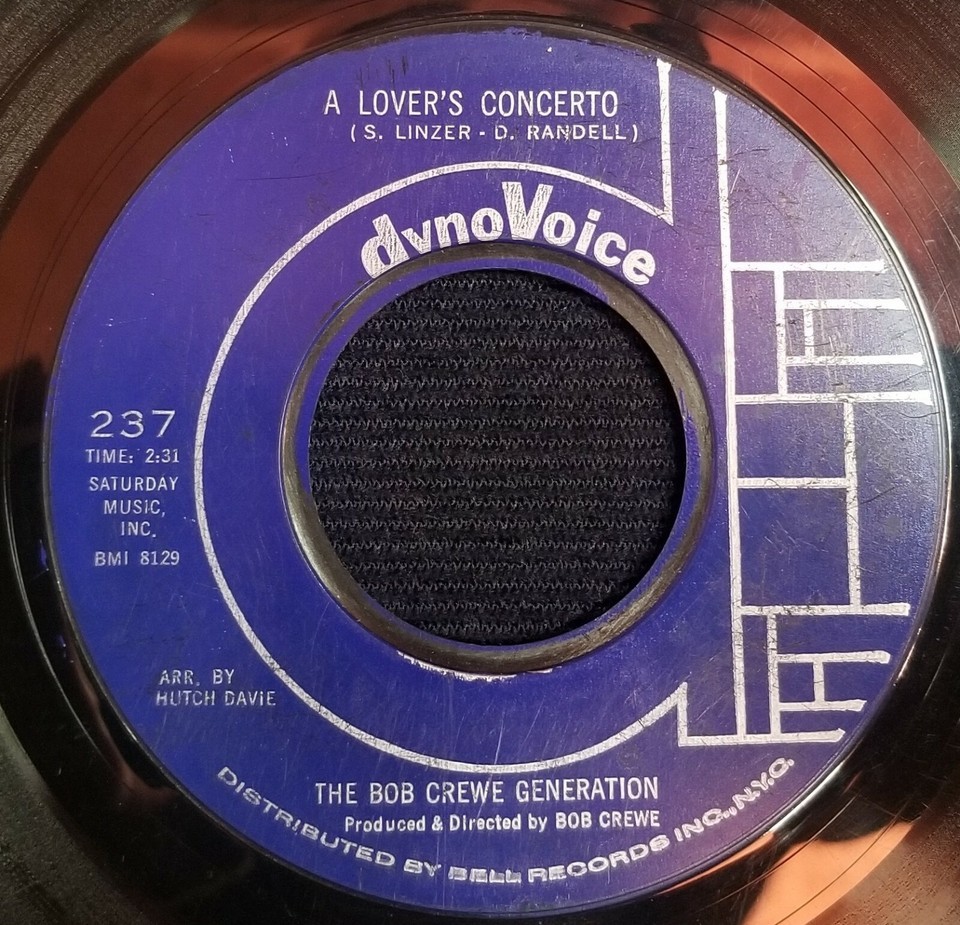 A LOVER'S CONCERTO
( S. LINZER - D. RANDELL )
dynoVoice
237
TIME: 2:31
SATURDAY
MUSIC,
INC.
BMI 8129
ARR. BY
HUTCH DAVIE
THE BOB CREWE GENERATION
Produced & Directed by BOB CREWE
DISTRIBUTED BY BELL RECORDS INC., N.Y.C.